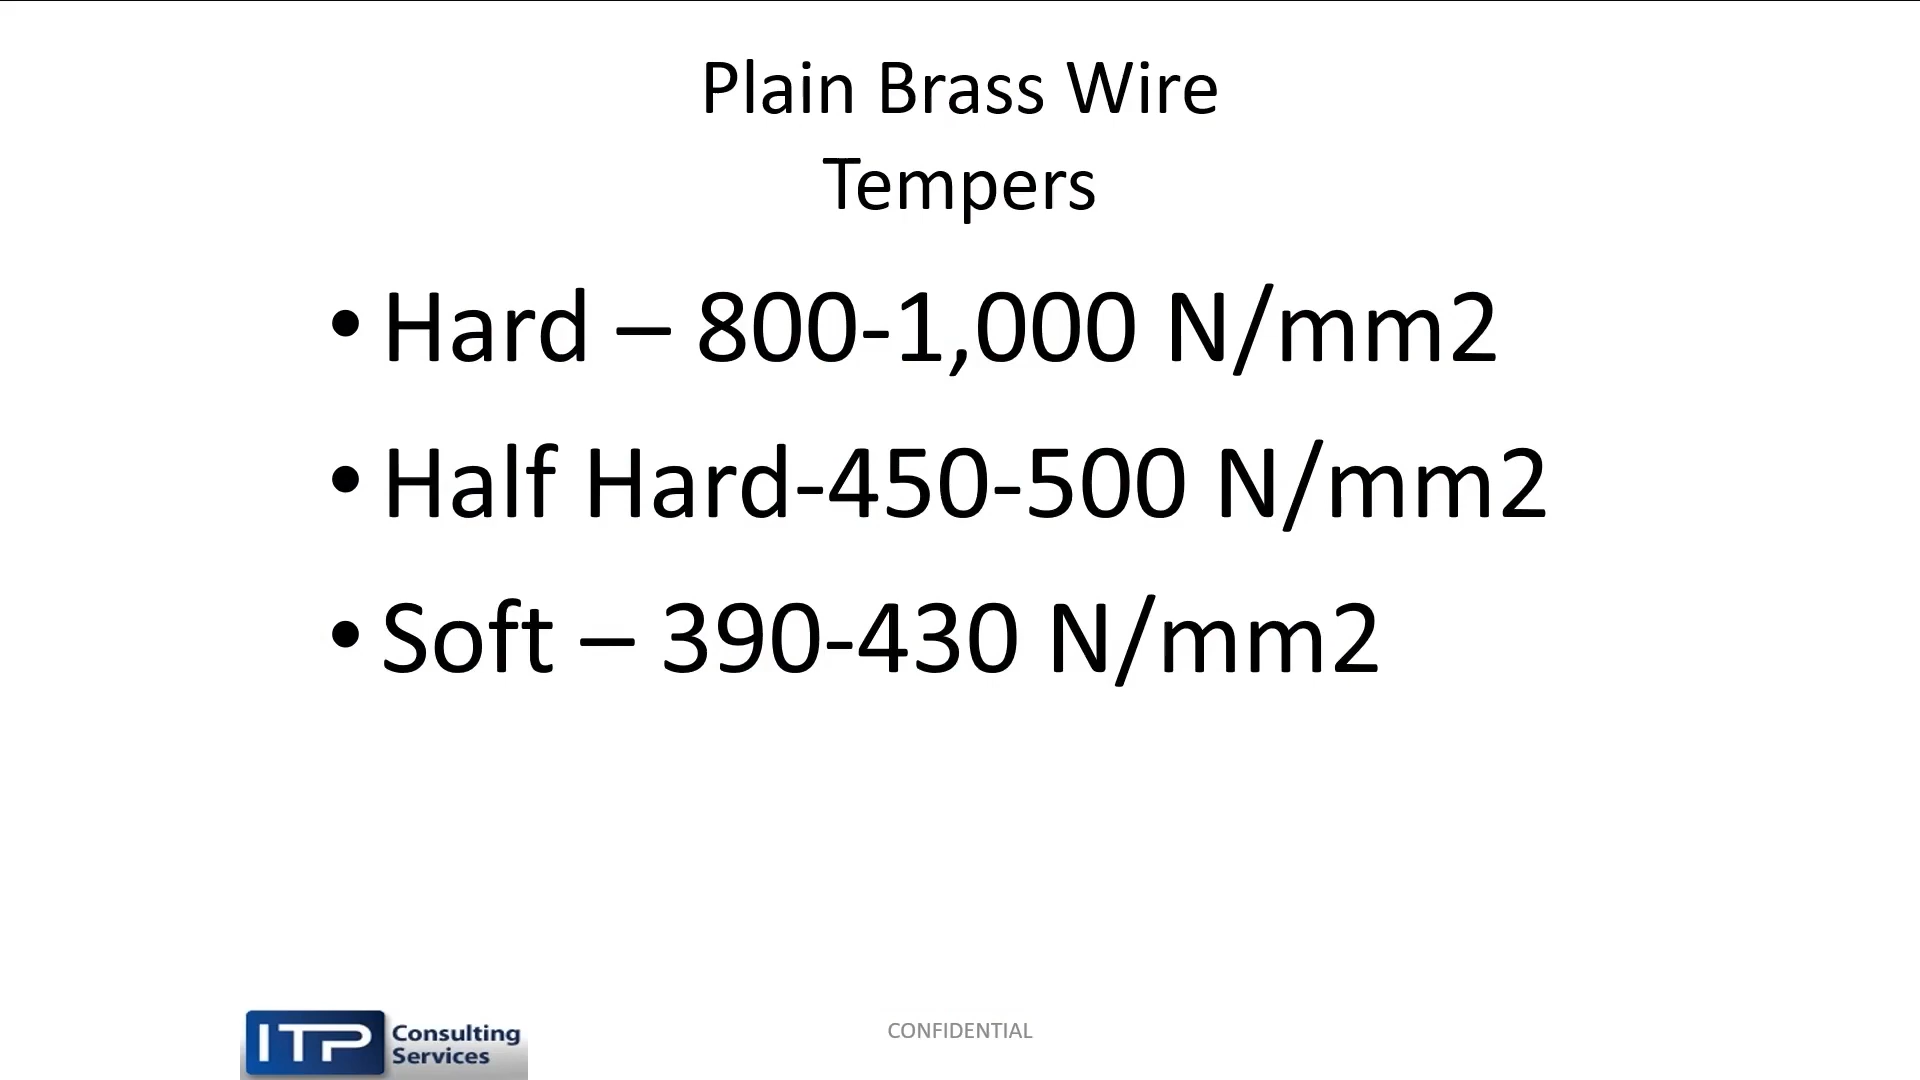 Plain Brass Wire
Tempers
• Hard – 800-1,000 N/mm2
• Half Hard-450-500 N/mm2
• Soft – 390-430 N/mm2
ITP Consulting
Services
CONFIDENTIAL